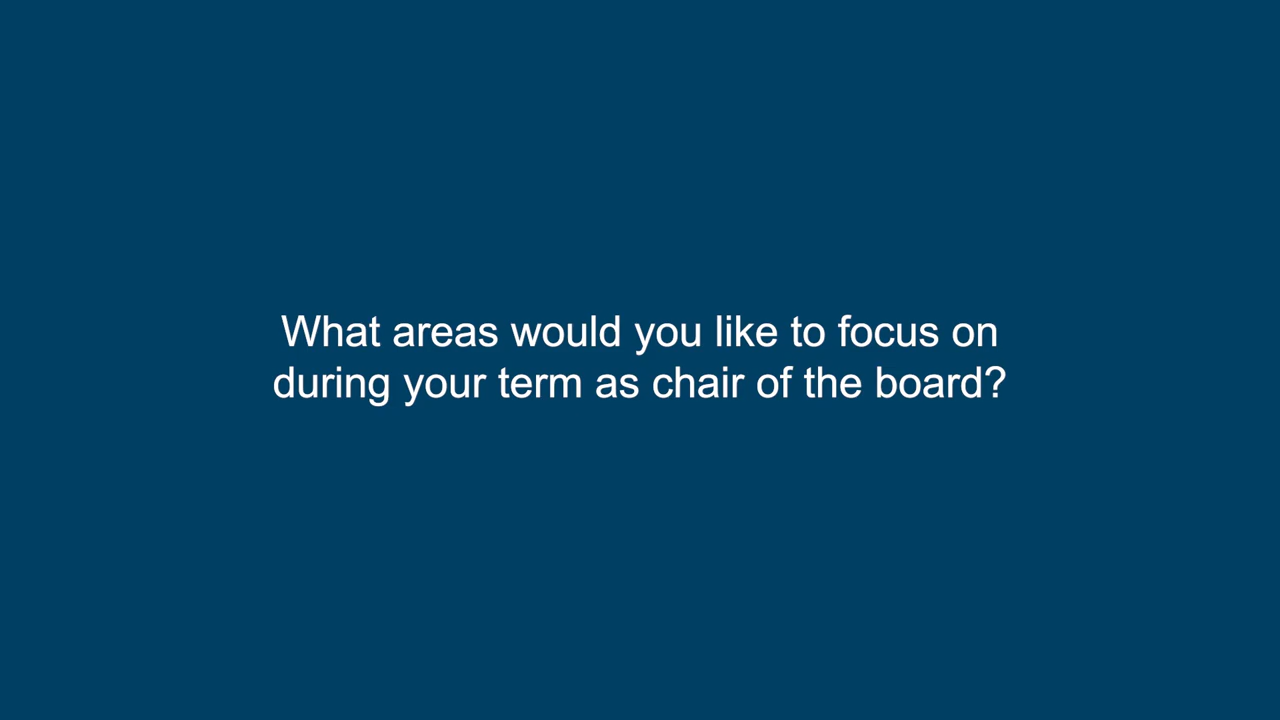 What areas would you like to focus on
during your term as chair of the board?